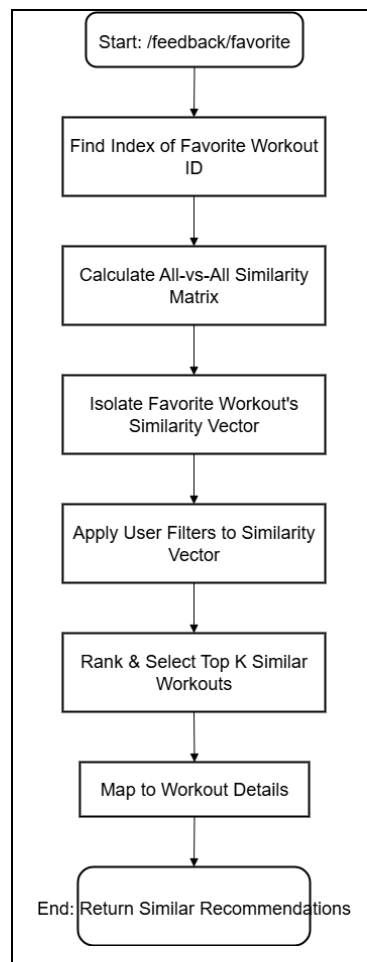 Start: /feedback/favorite
Find Index of Favorite Workout
ID
Calculate All-vs-All Similarity
Matrix
Isolate Favorite Workout's
Similarity Vector
Apply User Filters to Similarity
Vector
Rank & Select Top K Similar
Workouts
Map to Workout Details
End: Return Similar Recommendations